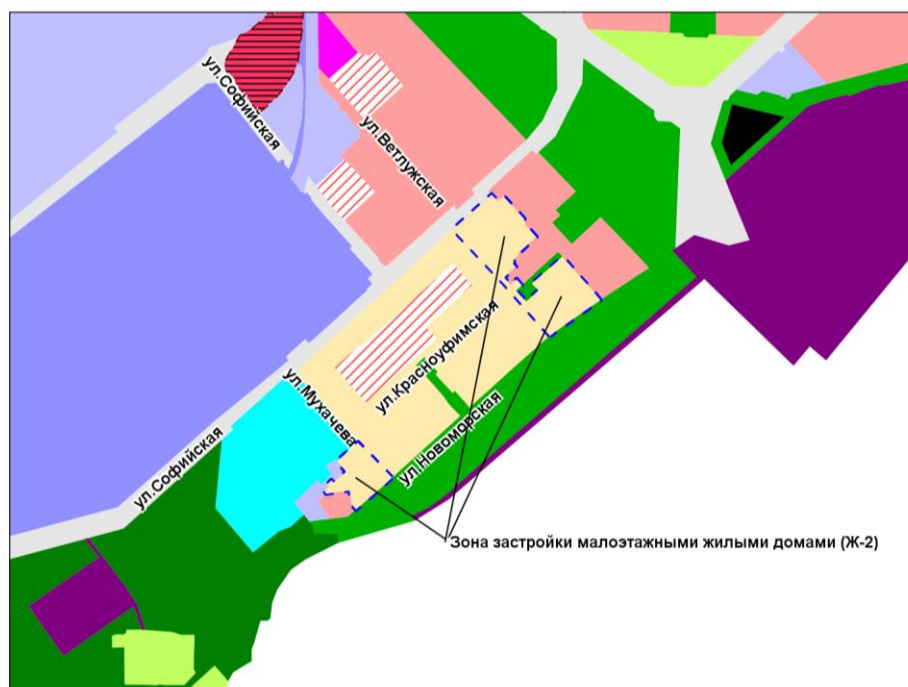 ул.Софийская
ул.Ветлужская
ул.Красноуфимская
ул.Мухачева
ул.Новоморская
ул.Софийская
Зона застройки малоэтажными жилыми домами (Ж-2)